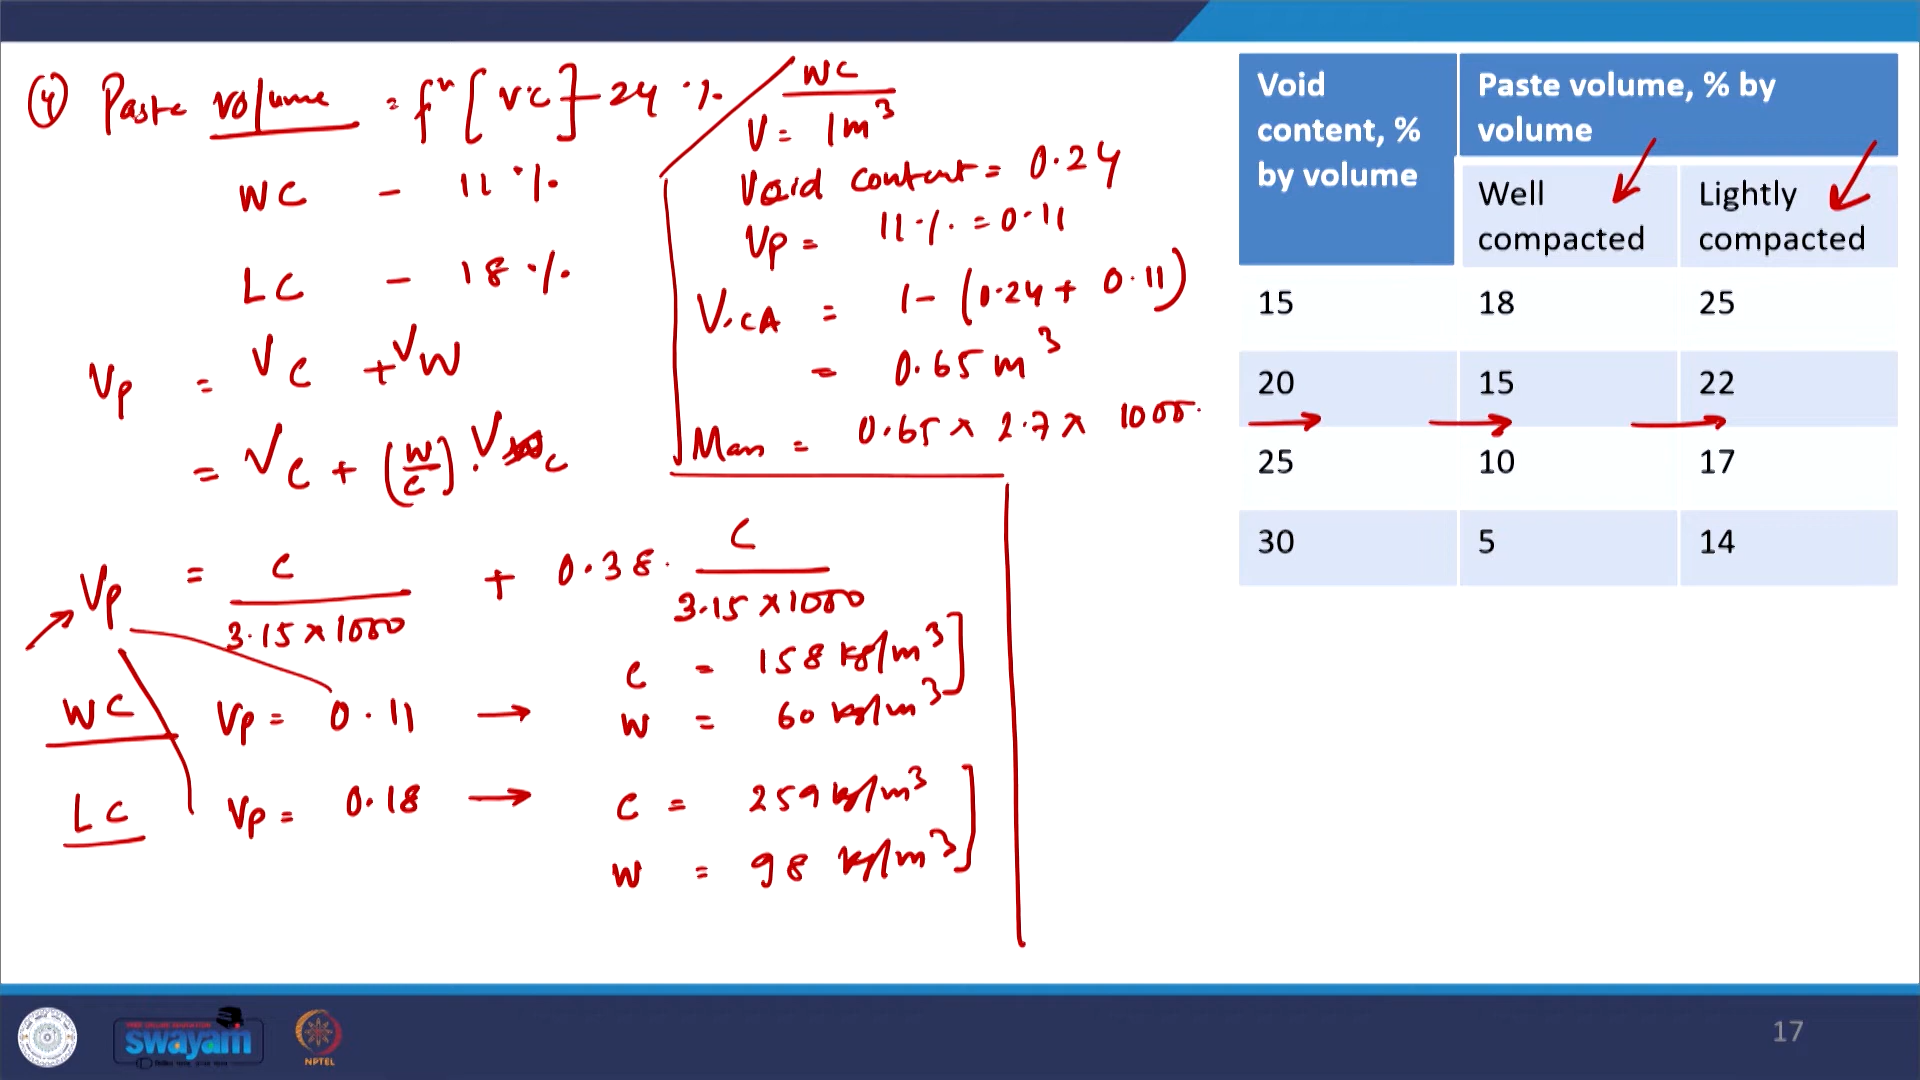 (4) Paste volume = fⁿ [VC] - 24 %
WC - 11 %
LC - 18 %
Vp = VC + VW
= VC + (w/c) . VC
Vp = C / 3.15 × 1000 + 0.38 . C / 3.15 × 1000
WC Vp = 0.11 → C = 158 kg/m³
W = 60 kg/m³
LC Vp = 0.18 → C = 259 kg/m³
W = 98 kg/m³
WC
V = 1m³
Void content = 0.24
Vp = 11 % = 0.11
V.CA = 1 - (0.24 + 0.11)
= 0.65 m³
Mass = 0.65 × 2.7 × 1000.
Void content, % by volume
Paste volume, % by volume
Well compacted
Lightly compacted
15 18 25
20 15 22
25 10 17
30 5 14
swayam
NPTEL
17